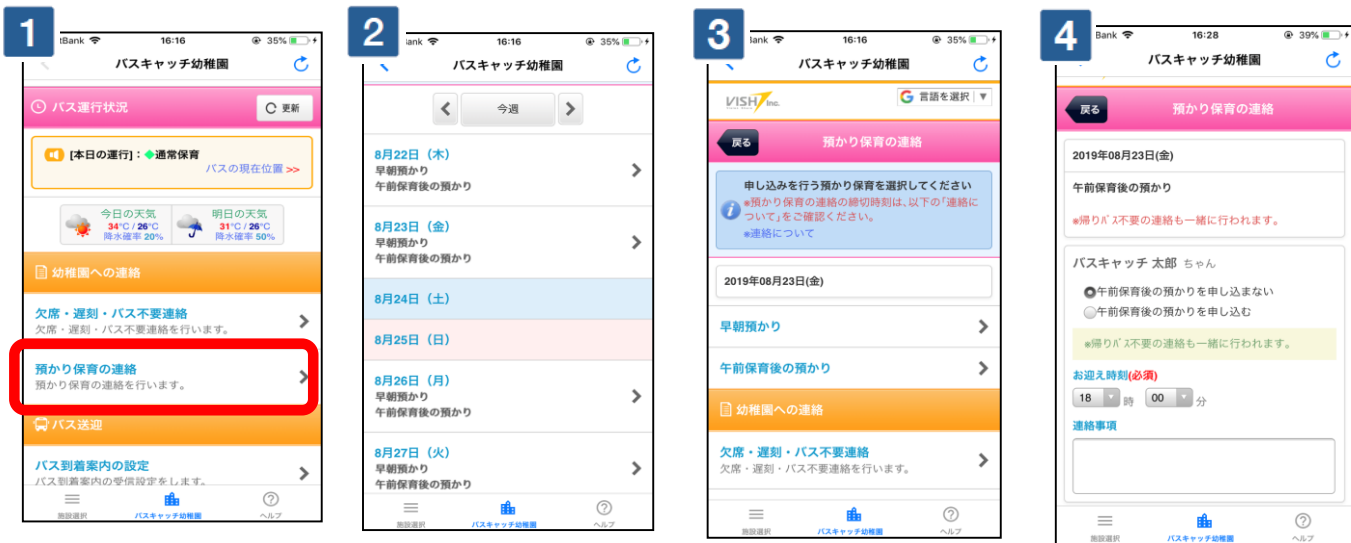 1
tBank 16:16 35%
バスキャッチ幼稚園
バス運行状況 更新
[本日の運行]：◆通常保育
バスの現在位置 >>
今日の天気
34°C / 26°C
降水確率 20%
明日の天気
31°C / 26°C
降水確率 50%
幼稚園への連絡
欠席・遅刻・バス不要連絡
欠席・遅刻・バス不要連絡を行います。
預かり保育の連絡
預かり保育の連絡を行います。
バス送迎
バス到着案内の設定
バス到着案内の受信設定をします。
施設選択 バスキャッチ幼稚園 ヘルプ
2
ank 16:16 35%
バスキャッチ幼稚園
今週
8月22日（木）
早朝預かり
午前保育後の預かり
8月23日（金）
早朝預かり
午前保育後の預かり
8月24日（土）
8月25日（日）
8月26日（月）
早朝預かり
午前保育後の預かり
8月27日（火）
早朝預かり
午前保育後の預かり
施設選択 バスキャッチ幼稚園 ヘルプ
3
Bank 16:16 35%
バスキャッチ幼稚園
VISH Inc. G 言語を選択 ▼
戻る 預かり保育の連絡
申し込みを行う預かり保育を選択してください
※預かり保育の連絡の締切時刻は、以下の「連絡に
ついて」をご確認ください。
※連絡について
2019年08月23日(金)
早朝預かり
午前保育後の預かり
幼稚園への連絡
欠席・遅刻・バス不要連絡
欠席・遅刻・バス不要連絡を行います。
施設選択 バスキャッチ幼稚園 ヘルプ
4
Bank 16:28 39%
バスキャッチ幼稚園
戻る 預かり保育の連絡
2019年08月23日(金)
午前保育後の預かり
※帰りﾊﾞｽ不要の連絡も一緒に行われます。
バスキャッチ 太郎 ちゃん
午前保育後の預かりを申し込まない
午前保育後の預かりを申し込む
※帰りﾊﾞｽ不要の連絡も一緒に行われます。
お迎え時刻(必須)
18 時 00 分
連絡事項
施設選択 バスキャッチ幼稚園 ヘルプ